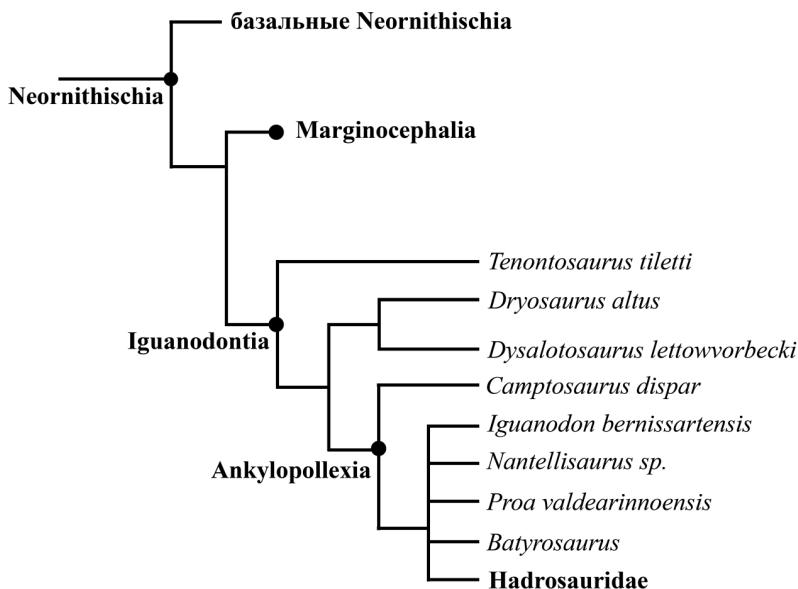 базальные Neornithischia
Neornithischia
Marginocephalia
Tenontosaurus tiletti
Dryosaurus altus
Iguanodontia
Dysalotosaurus lettowvorbecki
Camptosaurus dispar
Iguanodon bernissartensis
Ankylopollexia
Nantellisaurus sp.
Proa valdearinnoensis
Batyrosaurus
Hadrosauridae